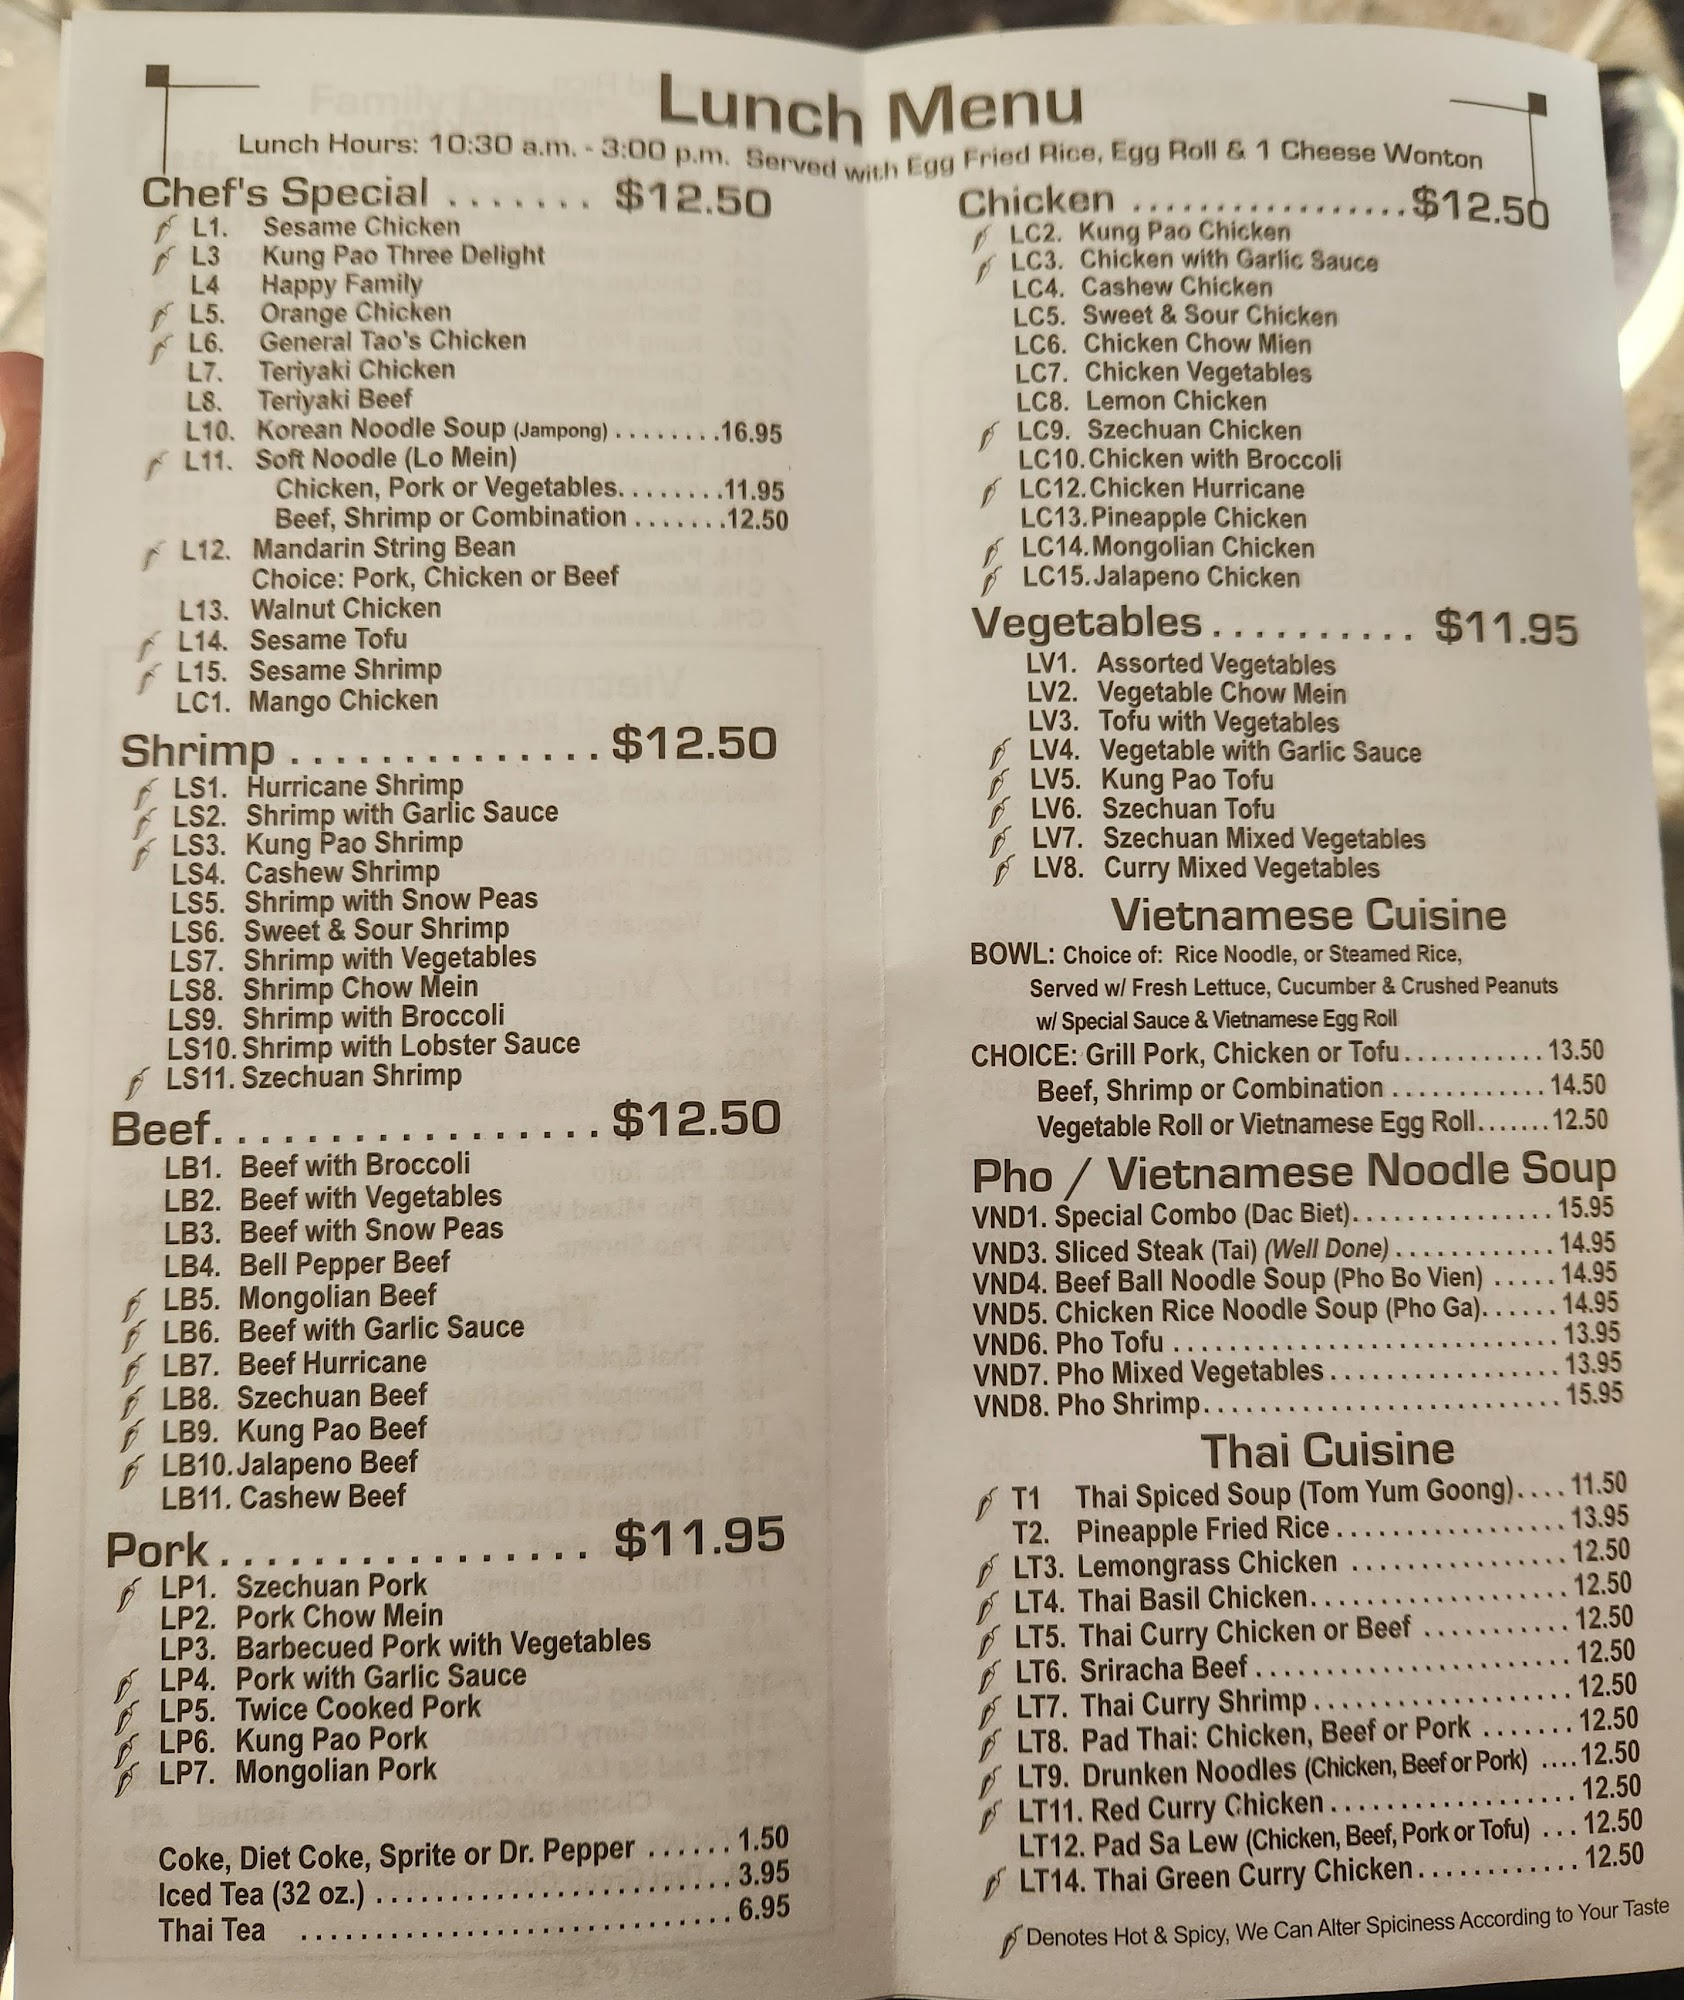 Lunch Menu
Lunch Hours: 10:30 a.m. - 3:00 p.m. Served with Egg Fried Rice, Egg Roll & 1 Cheese Wonton
Chef's Special ....... $12.50
L1. Sesame Chicken
L3 Kung Pao Three Delight
L4 Happy Family
L5. Orange Chicken
L6. General Tao's Chicken
L7. Teriyaki Chicken
L8. Teriyaki Beef
L10. Korean Noodle Soup (Jampong) ........16.95
L11. Soft Noodle (Lo Mein)
Chicken, Pork or Vegetables........11.95
Beef, Shrimp or Combination .......12.50
L12. Mandarin String Bean
Choice: Pork, Chicken or Beef
L13. Walnut Chicken
L14. Sesame Tofu
L15. Sesame Shrimp
LC1. Mango Chicken
Shrimp .............. $12.50
LS1. Hurricane Shrimp
LS2. Shrimp with Garlic Sauce
LS3. Kung Pao Shrimp
LS4. Cashew Shrimp
LS5. Shrimp with Snow Peas
LS6. Sweet & Sour Shrimp
LS7. Shrimp with Vegetables
LS8. Shrimp Chow Mein
LS9. Shrimp with Broccoli
LS10. Shrimp with Lobster Sauce
LS11. Szechuan Shrimp
Beef.................. $12.50
LB1. Beef with Broccoli
LB2. Beef with Vegetables
LB3. Beef with Snow Peas
LB4. Bell Pepper Beef
LB5. Mongolian Beef
LB6. Beef with Garlic Sauce
LB7. Beef Hurricane
LB8. Szechuan Beef
LB9. Kung Pao Beef
LB10. Jalapeno Beef
LB11. Cashew Beef
Pork ................. $11.95
LP1. Szechuan Pork
LP2. Pork Chow Mein
LP3. Barbecued Pork with Vegetables
LP4. Pork with Garlic Sauce
LP5. Twice Cooked Pork
LP6. Kung Pao Pork
LP7. Mongolian Pork
Coke, Diet Coke, Sprite or Dr. Pepper ......1.50
Iced Tea (32 oz.) ........................3.95
Thai Tea .............................6.95
Chicken .................$12.50
LC2. Kung Pao Chicken
LC3. Chicken with Garlic Sauce
LC4. Cashew Chicken
LC5. Sweet & Sour Chicken
LC6. Chicken Chow Mien
LC7. Chicken Vegetables
LC8. Lemon Chicken
LC9. Szechuan Chicken
LC10. Chicken with Broccoli
LC12. Chicken Hurricane
LC13. Pineapple Chicken
LC14. Mongolian Chicken
LC15. Jalapeno Chicken
Vegetables .......... $11.95
LV1. Assorted Vegetables
LV2. Vegetable Chow Mein
LV3. Tofu with Vegetables
LV4. Vegetable with Garlic Sauce
LV5. Kung Pao Tofu
LV6. Szechuan Tofu
LV7. Szechuan Mixed Vegetables
LV8. Curry Mixed Vegetables
Vietnamese Cuisine
BOWL: Choice of: Rice Noodle, or Steamed Rice,
Served w/ Fresh Lettuce, Cucumber & Crushed Peanuts
w/ Special Sauce & Vietnamese Egg Roll
CHOICE: Grill Pork, Chicken or Tofu...........13.50
Beef, Shrimp or Combination ............14.50
Vegetable Roll or Vietnamese Egg Roll.......12.50
Pho / Vietnamese Noodle Soup
VND1. Special Combo (Dac Biet)................15.95
VND3. Sliced Steak (Tai) (Well Done) ............14.95
VND4. Beef Ball Noodle Soup (Pho Bo Vien) .....14.95
VND5. Chicken Rice Noodle Soup (Pho Ga)......14.95
VND6. Pho Tofu .............................13.95
VND7. Pho Mixed Vegetables..................13.95
VND8. Pho Shrimp...........................15.95
Thai Cuisine
T1 Thai Spiced Soup (Tom Yum Goong)....11.50
T2. Pineapple Fried Rice .................13.95
LT3. Lemongrass Chicken ................12.50
LT4. Thai Basil Chicken...................12.50
LT5. Thai Curry Chicken or Beef ...........12.50
LT6. Sriracha Beef .......................12.50
LT7. Thai Curry Shrimp ...................12.50
LT8. Pad Thai: Chicken, Beef or Pork .......12.50
LT9. Drunken Noodles (Chicken, Beef or Pork) ....12.50
LT11. Red Curry Chicken ..................12.50
LT12. Pad Sa Lew (Chicken, Beef, Pork or Tofu) ...12.50
LT14. Thai Green Curry Chicken............12.50
Denotes Hot & Spicy, We Can Alter Spiciness According to Your Taste